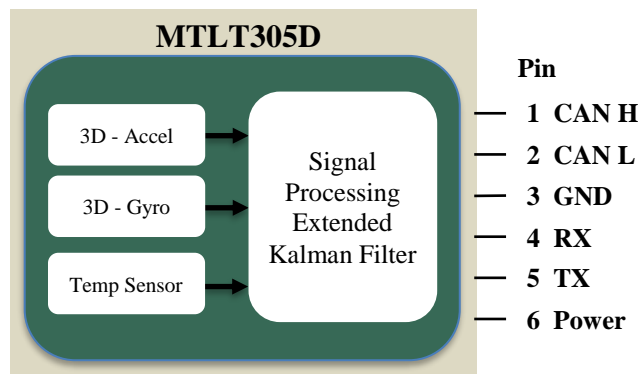 MTLT305D
3D - Accel
3D - Gyro
Temp Sensor
Signal
Processing
Extended
Kalman Filter
Pin
1 CAN H
2 CAN L
3 GND
4 RX
5 TX
6 Power